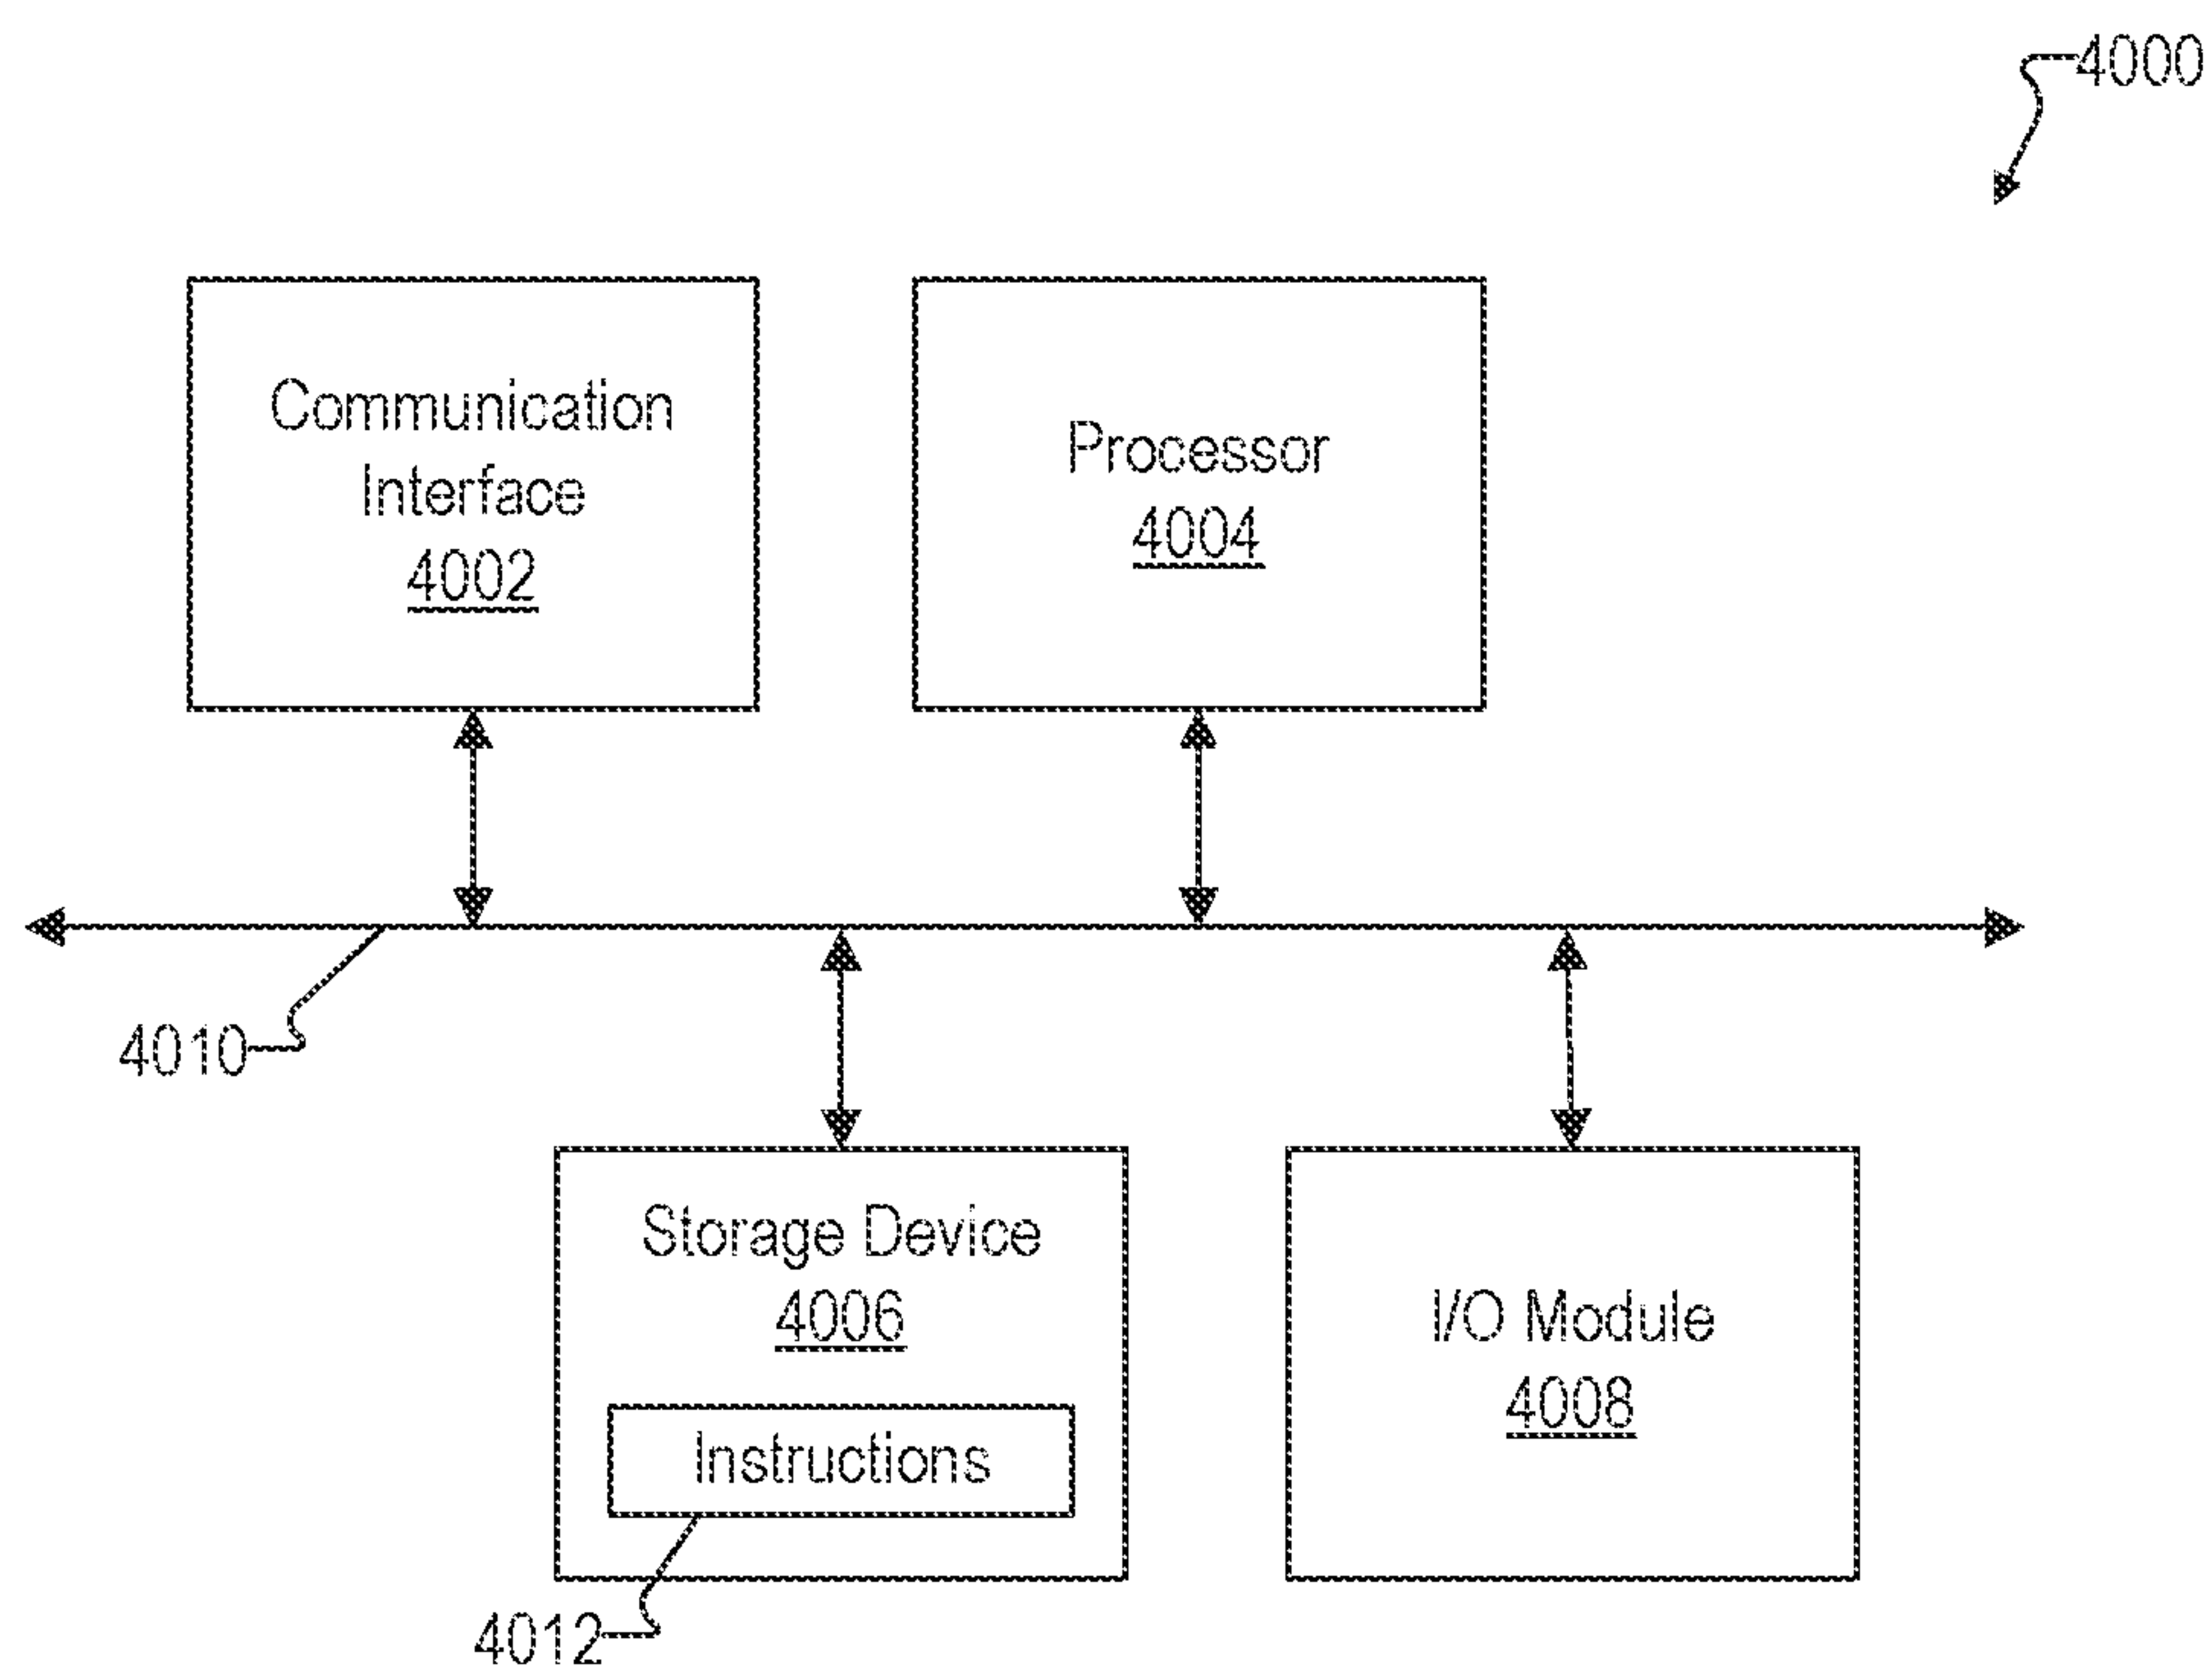 4000
Communication
Interface
4002
Processor
4004
4010
Storage Device
4006
Instructions
4012
I/O Module
4008